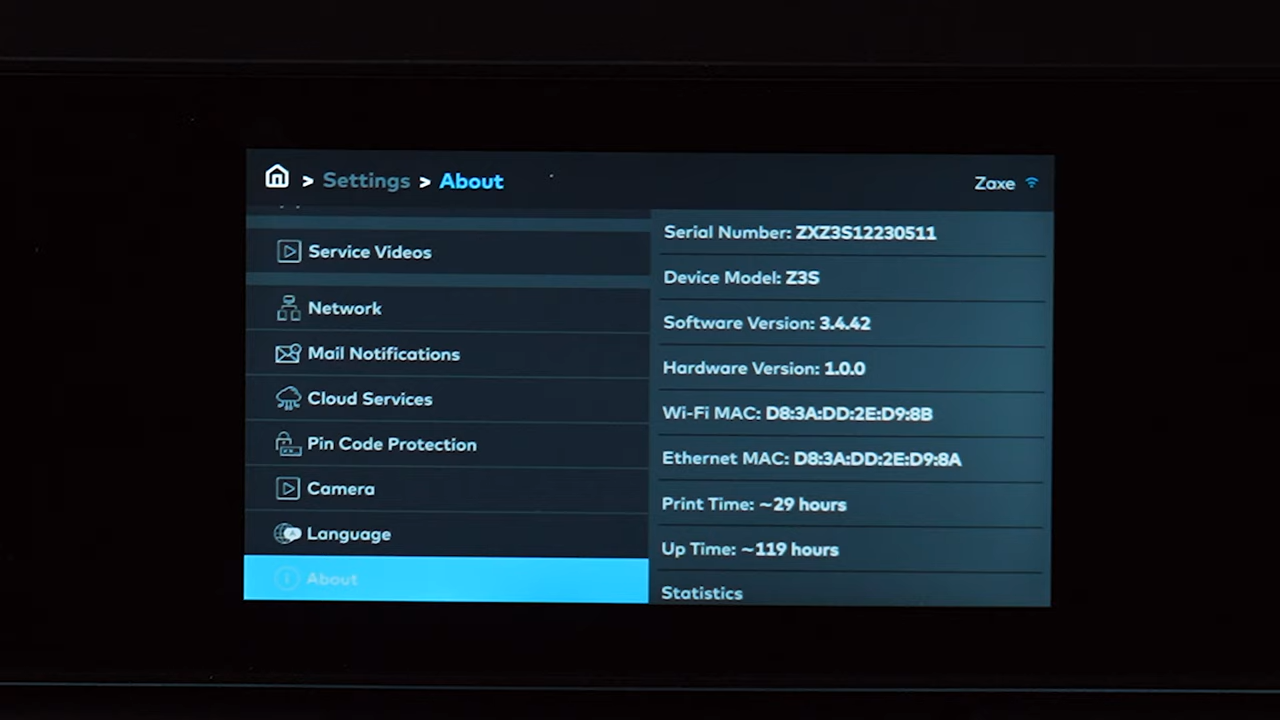 > Settings > About
Zaxe
Service Videos
Network
Mail Notifications
Cloud Services
Pin Code Protection
Camera
Language
About
Serial Number: ZXZ3S12230511
Device Model: Z3S
Software Version: 3.4.42
Hardware Version: 1.0.0
Wi-Fi MAC: D8:3A:DD:2E:D9:8B
Ethernet MAC: D8:3A:DD:2E:D9:8A
Print Time: ~29 hours
Up Time: ~119 hours
Statistics